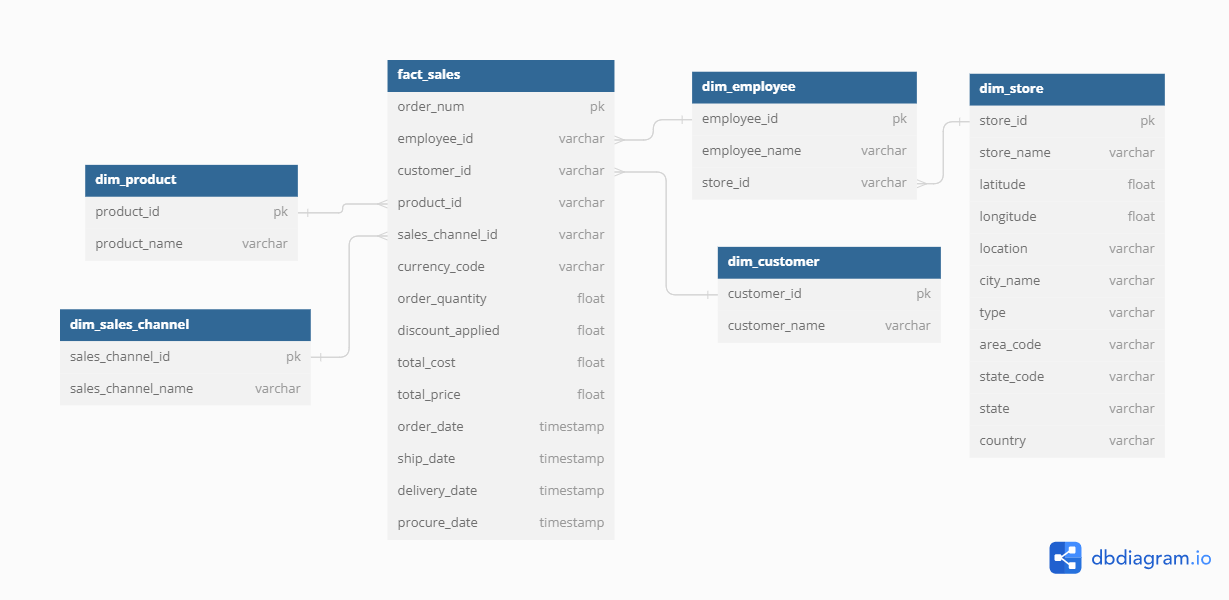 fact_sales
order_num pk
employee_id varchar
customer_id varchar
product_id varchar
sales_channel_id varchar
currency_code varchar
order_quantity float
discount_applied float
total_cost float
total_price float
order_date timestamp
ship_date timestamp
delivery_date timestamp
procure_date timestamp
dim_employee
employee_id pk
employee_name varchar
store_id varchar
dim_store
store_id pk
store_name varchar
latitude float
longitude float
location varchar
city_name varchar
type varchar
area_code varchar
state_code varchar
state varchar
country varchar
dim_product
product_id pk
product_name varchar
dim_customer
customer_id pk
customer_name varchar
dim_sales_channel
sales_channel_id pk
sales_channel_name varchar
dbdiagram.io